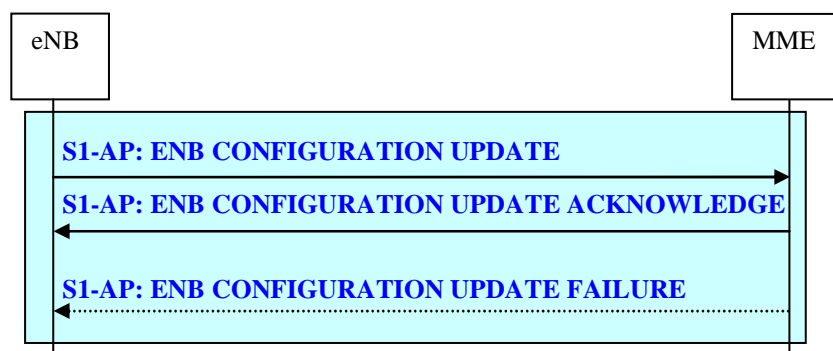 eNB
MME
S1-AP: ENB CONFIGURATION UPDATE
S1-AP: ENB CONFIGURATION UPDATE ACKNOWLEDGE
S1-AP: ENB CONFIGURATION UPDATE FAILURE